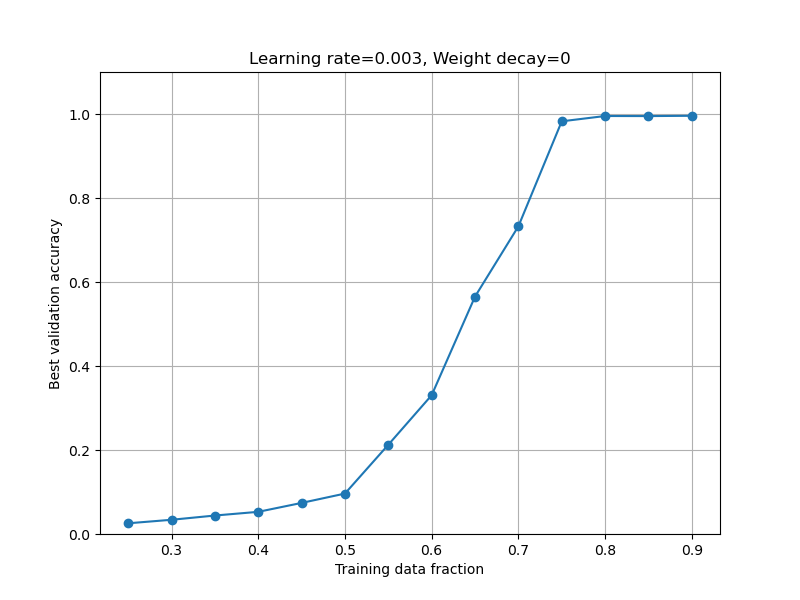 Learning rate=0.003, Weight decay=0
1.0
0.8
0.6
0.4
0.2
0.0
Best validation accuracy
0.3 0.4 0.5 0.6 0.7 0.8 0.9
Training data fraction